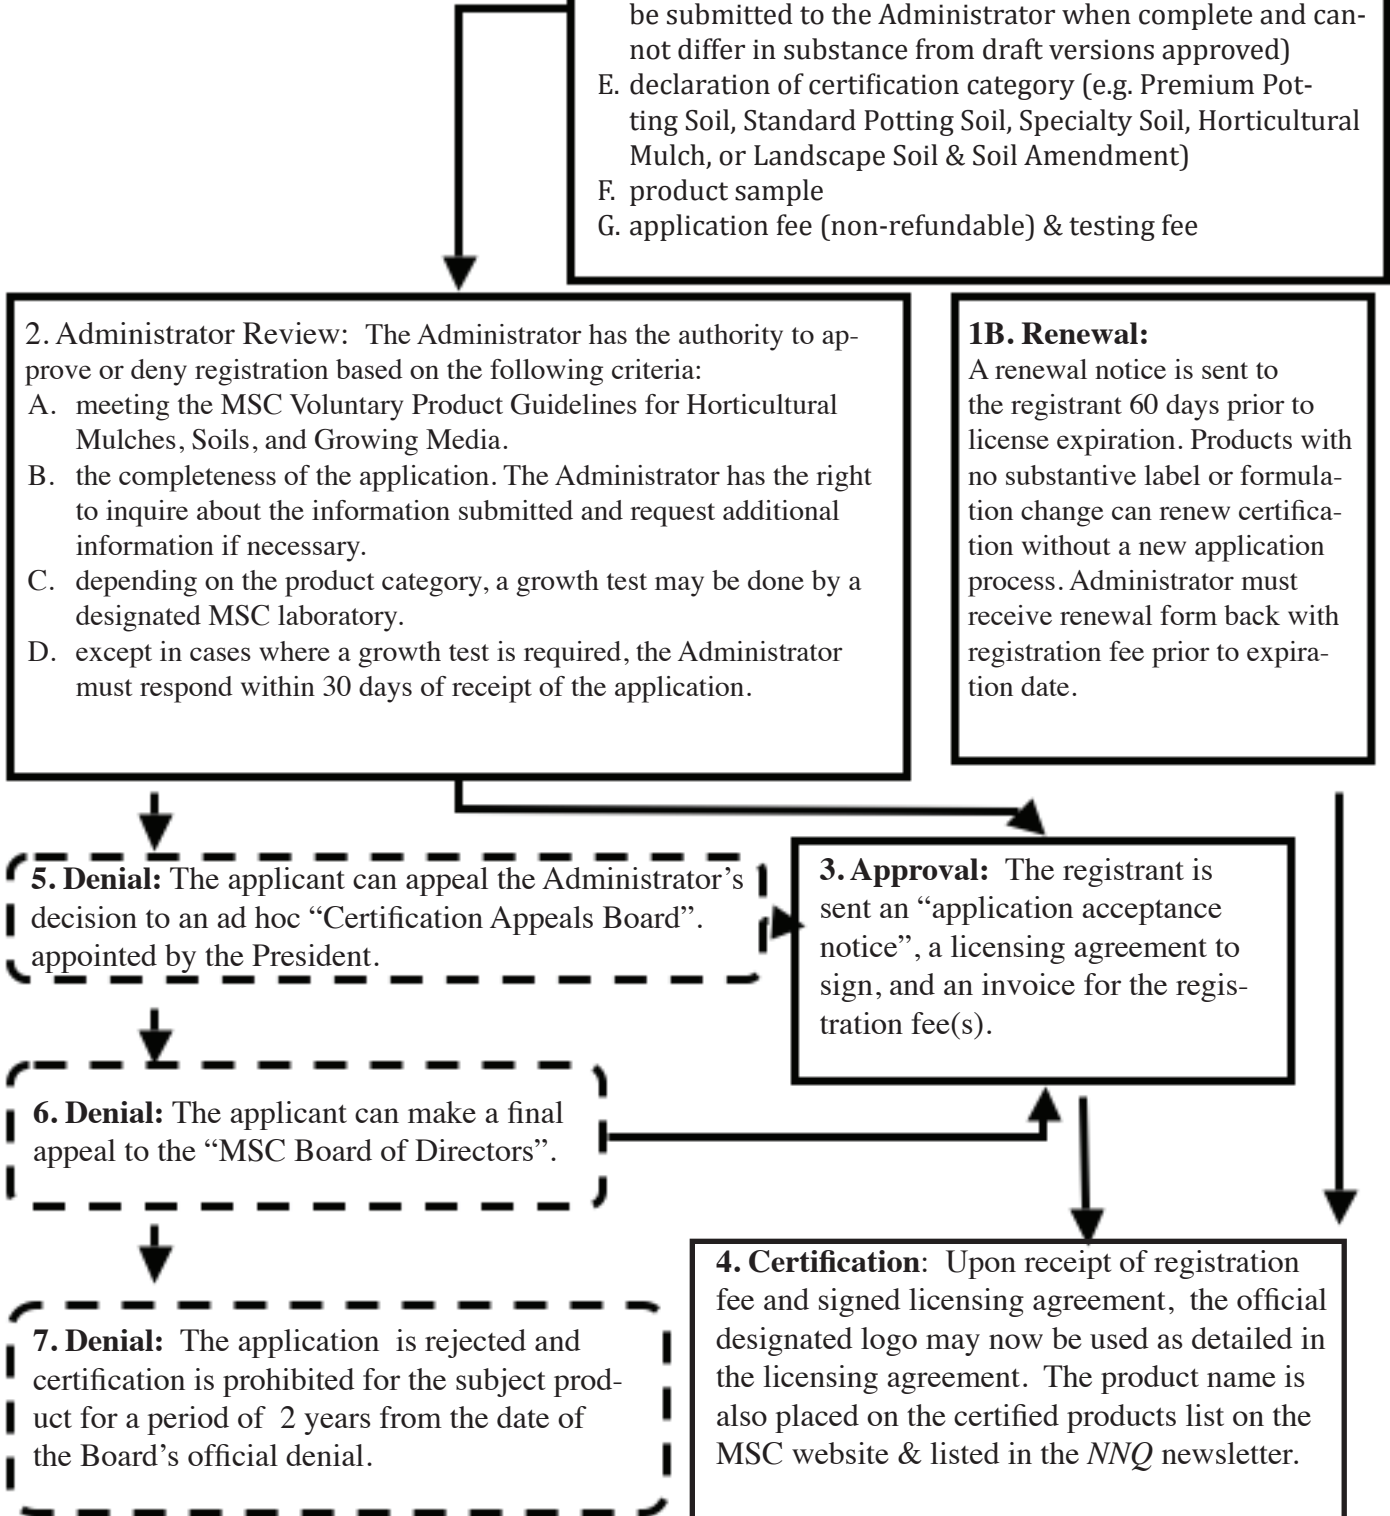 be submitted to the Administrator when complete and can-
not differ in substance from draft versions approved)
E. declaration of certification category (e.g. Premium Pot-
ting Soil, Standard Potting Soil, Specialty Soil, Horticultural
Mulch, or Landscape Soil & Soil Amendment)
F. product sample
G. application fee (non-refundable) & testing fee
2. Administrator Review: The Administrator has the authority to ap-
prove or deny registration based on the following criteria:
A. meeting the MSC Voluntary Product Guidelines for Horticultural
Mulches, Soils, and Growing Media.
B. the completeness of the application. The Administrator has the right
to inquire about the information submitted and request additional
information if necessary.
C. depending on the product category, a growth test may be done by a
designated MSC laboratory.
D. except in cases where a growth test is required, the Administrator
must respond within 30 days of receipt of the application.
1B. Renewal:
A renewal notice is sent to
the registrant 60 days prior to
license expiration. Products with
no substantive label or formula-
tion change can renew certifica-
tion without a new application
process. Administrator must
receive renewal form back with
registration fee prior to expira-
tion date.
5. Denial: The applicant can appeal the Administrator’s
decision to an ad hoc “Certification Appeals Board”.
appointed by the President.
3. Approval: The registrant is
sent an “application acceptance
notice”, a licensing agreement to
sign, and an invoice for the regis-
tration fee(s).
6. Denial: The applicant can make a final
appeal to the “MSC Board of Directors”.
7. Denial: The application is rejected and
certification is prohibited for the subject prod-
uct for a period of 2 years from the date of
the Board’s official denial.
4. Certification: Upon receipt of registration
fee and signed licensing agreement, the official
designated logo may now be used as detailed in
the licensing agreement. The product name is
also placed on the certified products list on the
MSC website & listed in the NNQ newsletter.